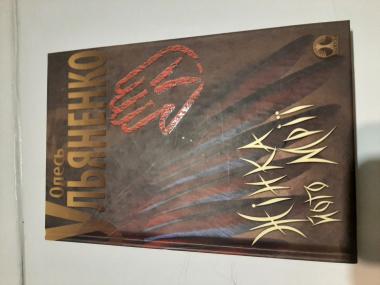 Олесь
Ульяненко
Жінка
його мрії